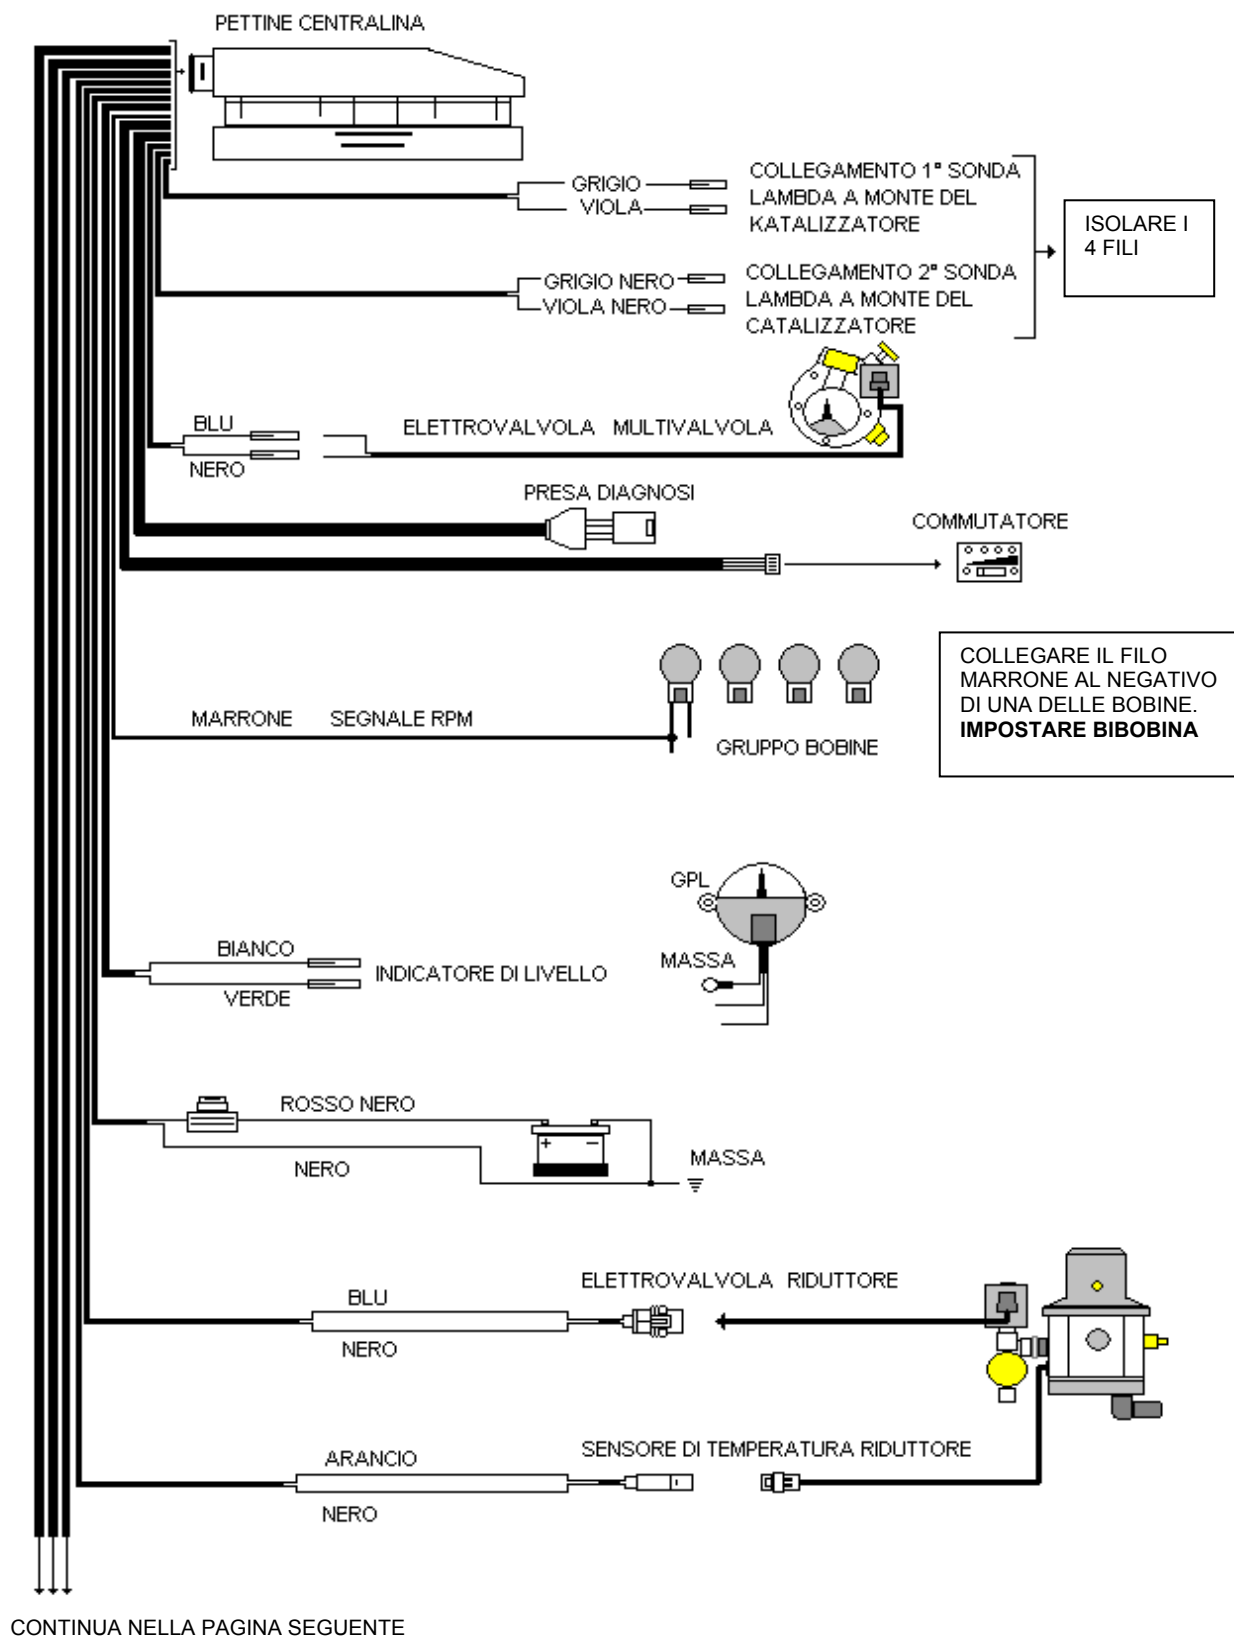 PETTINE CENTRALINA
GRIGIO
VIOLA
COLLEGAMENTO 1° SONDA
LAMBDA A MONTE DEL
KATALIZZATORE
ISOLARE I
4 FILI
GRIGIO NERO
VIOLA NERO
COLLEGAMENTO 2° SONDA
LAMBDA A MONTE DEL
CATALIZZATORE
BLU
NERO
ELETTROVALVOLA MULTIVALVOLA
PRESA DIAGNOSI
COMMUTATORE
MARRONE SEGNALE RPM
GRUPPO BOBINE
COLLEGARE IL FILO
MARRONE AL NEGATIVO
DI UNA DELLE BOBINE.
IMPOSTARE BIBOBINA
GPL
MASSA
BIANCO
VERDE
INDICATORE DI LIVELLO
ROSSO NERO
NERO
+ −
MASSA
BLU
NERO
ELETTROVALVOLA RIDUTTORE
ARANCIO
NERO
SENSORE DI TEMPERATURA RIDUTTORE
CONTINUA NELLA PAGINA SEGUENTE